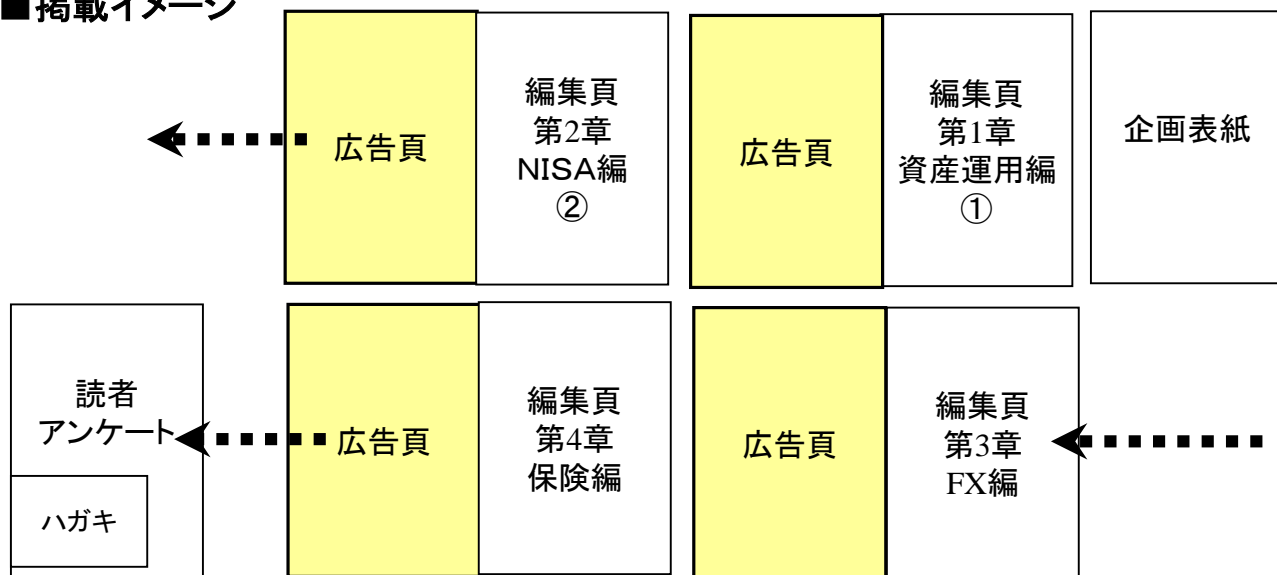 ■掲載イメージ
企画表紙
編集頁
第1章
資産運用編
①
広告頁
編集頁
第2章
NISA編
②
広告頁
編集頁
第3章
FX編
広告頁
編集頁
第4章
保険編
広告頁
読者
アンケート
ハガキ